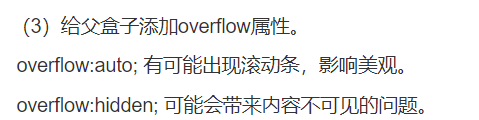 （3）给父盒子添加overflow属性。
overflow:auto; 有可能出现滚动条，影响美观。
overflow:hidden; 可能会带来内容不可见的问题。